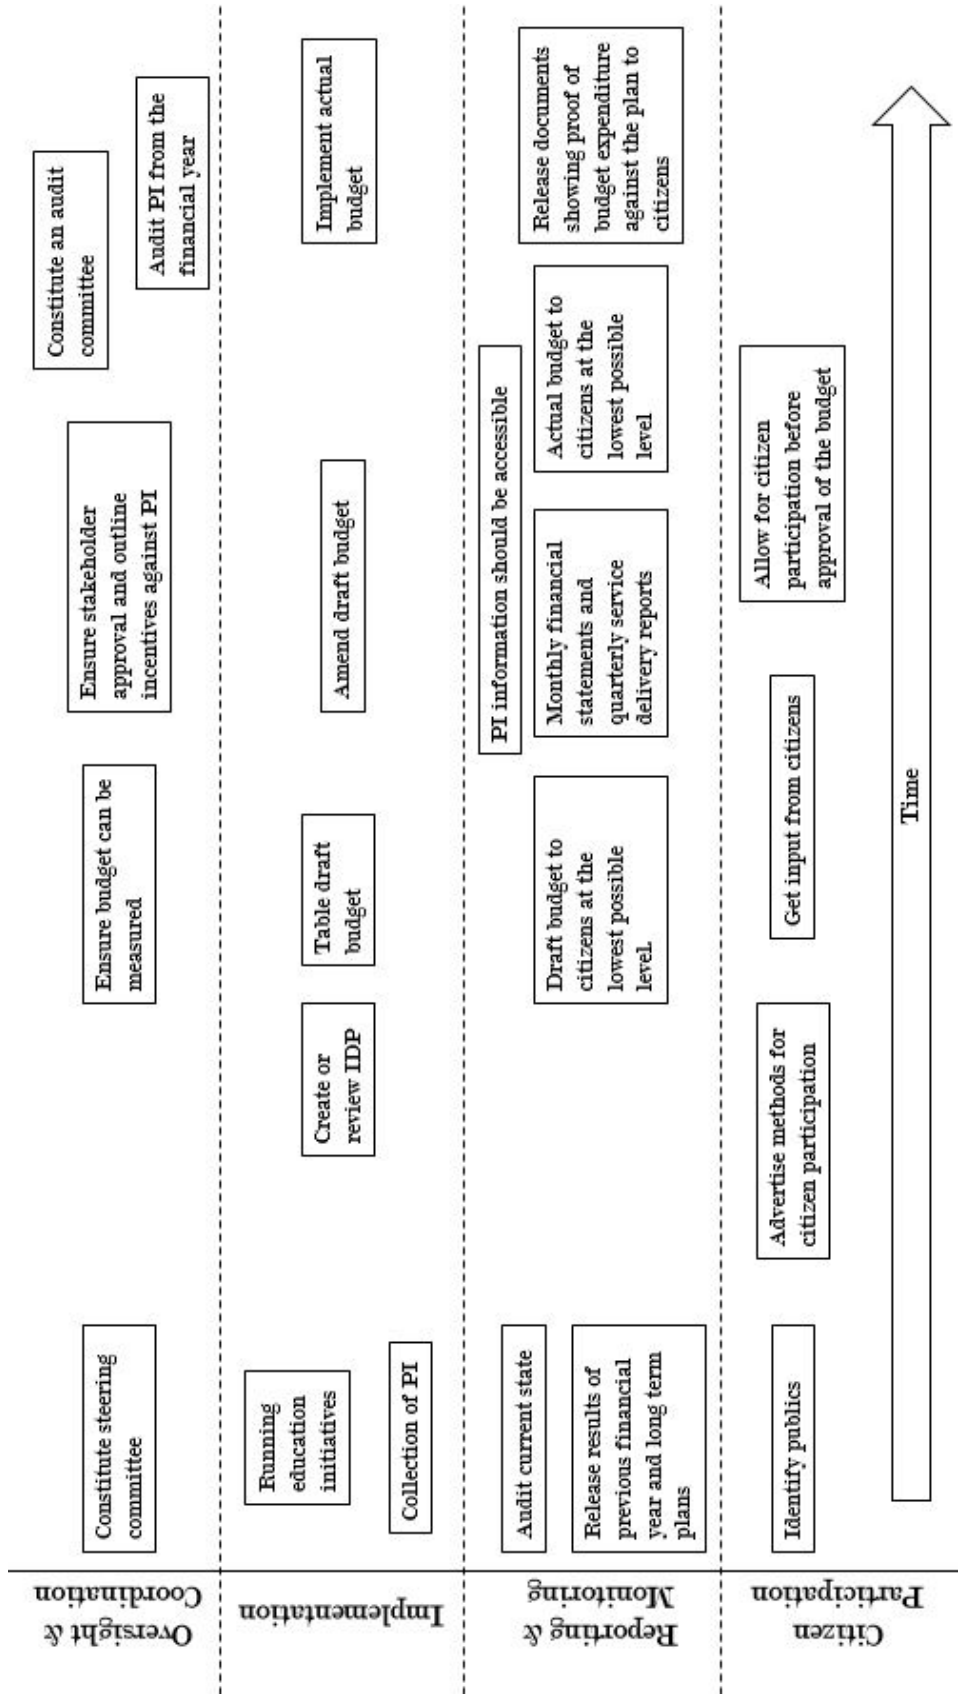 Oversight &
Coordination
Constitute steering
committee
Ensure budget can be
measured
Ensure stakeholder
approval and outline
incentives against PI
Constitute an audit
committee
Audit PI from the
financial year
Implementation
Running
education
initiatives
Collection of PI
Create or
review IDP
Table draft
budget
Amend draft budget
Implement actual
budget
Reporting &
Monitoring
Audit current state
Release results of
previous financial
year and long term
plans
Draft budget to
citizens at the
lowest possible
level.
PI information should be accessible
Monthly financial
statements and
quarterly service
delivery reports
Actual budget to
citizens at the
lowest possible
level
Release documents
showing proof of
budget expenditure
against the plan to
citizens
Citizen
Participation
Identify publics
Advertise methods for
citizen participation
Get input from citizens
Allow for citizen
participation before
approval of the budget
Time